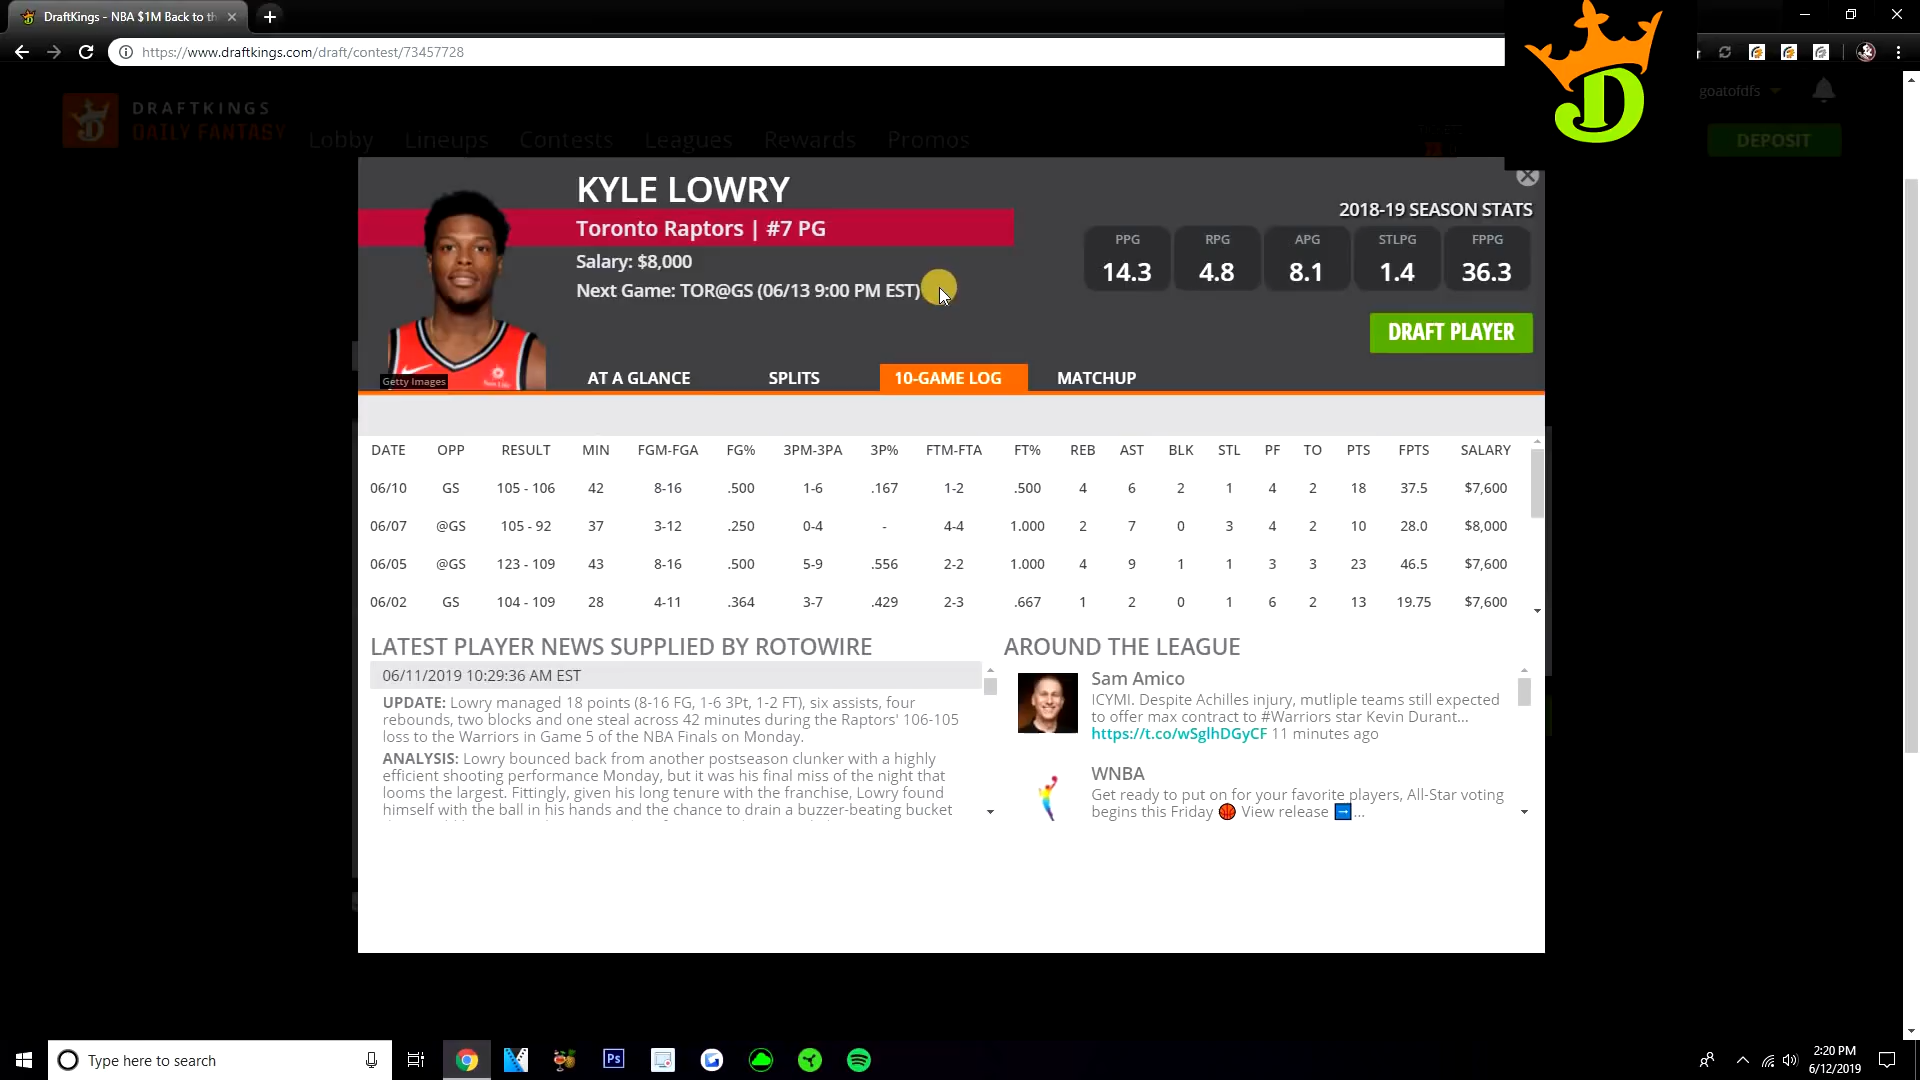 DraftKings - NBA $1M Back to th
https://www.draftkings.com/draft/contest/73457728
DRAFTKINGS
DAILY FANTASY
Lobby Lineups Contests Leagues Rewards Promos
goatofdfs
DEPOSIT
D
KYLE LOWRY
Toronto Raptors | #7 PG
Salary: $8,000
Next Game: TOR@GS (06/13 9:00 PM EST)
Getty Images
2018-19 SEASON STATS
PPG RPG APG STLPG FPPG
14.3 4.8 8.1 1.4 36.3
DRAFT PLAYER
AT A GLANCE SPLITS 10-GAME LOG MATCHUP
DATE OPP RESULT MIN FGM-FGA FG% 3PM-3PA 3P% FTM-FTA FT% REB AST BLK STL PF TO PTS FPTS SALARY
06/10 GS 105 - 106 42 8-16 .500 1-6 .167 1-2 .500 4 6 2 1 4 2 18 37.5 $7,600
06/07 @GS 105 - 92 37 3-12 .250 0-4 - 4-4 1.000 2 7 0 3 4 2 10 28.0 $8,000
06/05 @GS 123 - 109 43 8-16 .500 5-9 .556 2-2 1.000 4 9 1 1 3 3 23 46.5 $7,600
06/02 GS 104 - 109 28 4-11 .364 3-7 .429 2-3 .667 1 2 0 1 6 2 13 19.75 $7,600
LATEST PLAYER NEWS SUPPLIED BY ROTOWIRE
06/11/2019 10:29:36 AM EST
UPDATE: Lowry managed 18 points (8-16 FG, 1-6 3Pt, 1-2 FT), six assists, four
rebounds, two blocks and one steal across 42 minutes during the Raptors' 106-105
loss to the Warriors in Game 5 of the NBA Finals on Monday.
ANALYSIS: Lowry bounced back from another postseason clunker with a highly
efficient shooting performance Monday, but it was his final miss of the night that
looms the largest. Fittingly, given his long tenure with the franchise, Lowry found
himself with the ball in his hands and the chance to drain a buzzer-beating bucket
AROUND THE LEAGUE
Sam Amico
ICYMI. Despite Achilles injury, mutliple teams still expected
to offer max contract to #Warriors star Kevin Durant...
https://t.co/wSglhDGyCF 11 minutes ago
WNBA
Get ready to put on for your favorite players, All-Star voting
begins this Friday 🏀 View release ➡...
Type here to search
Ps
2:20 PM
6/12/2019